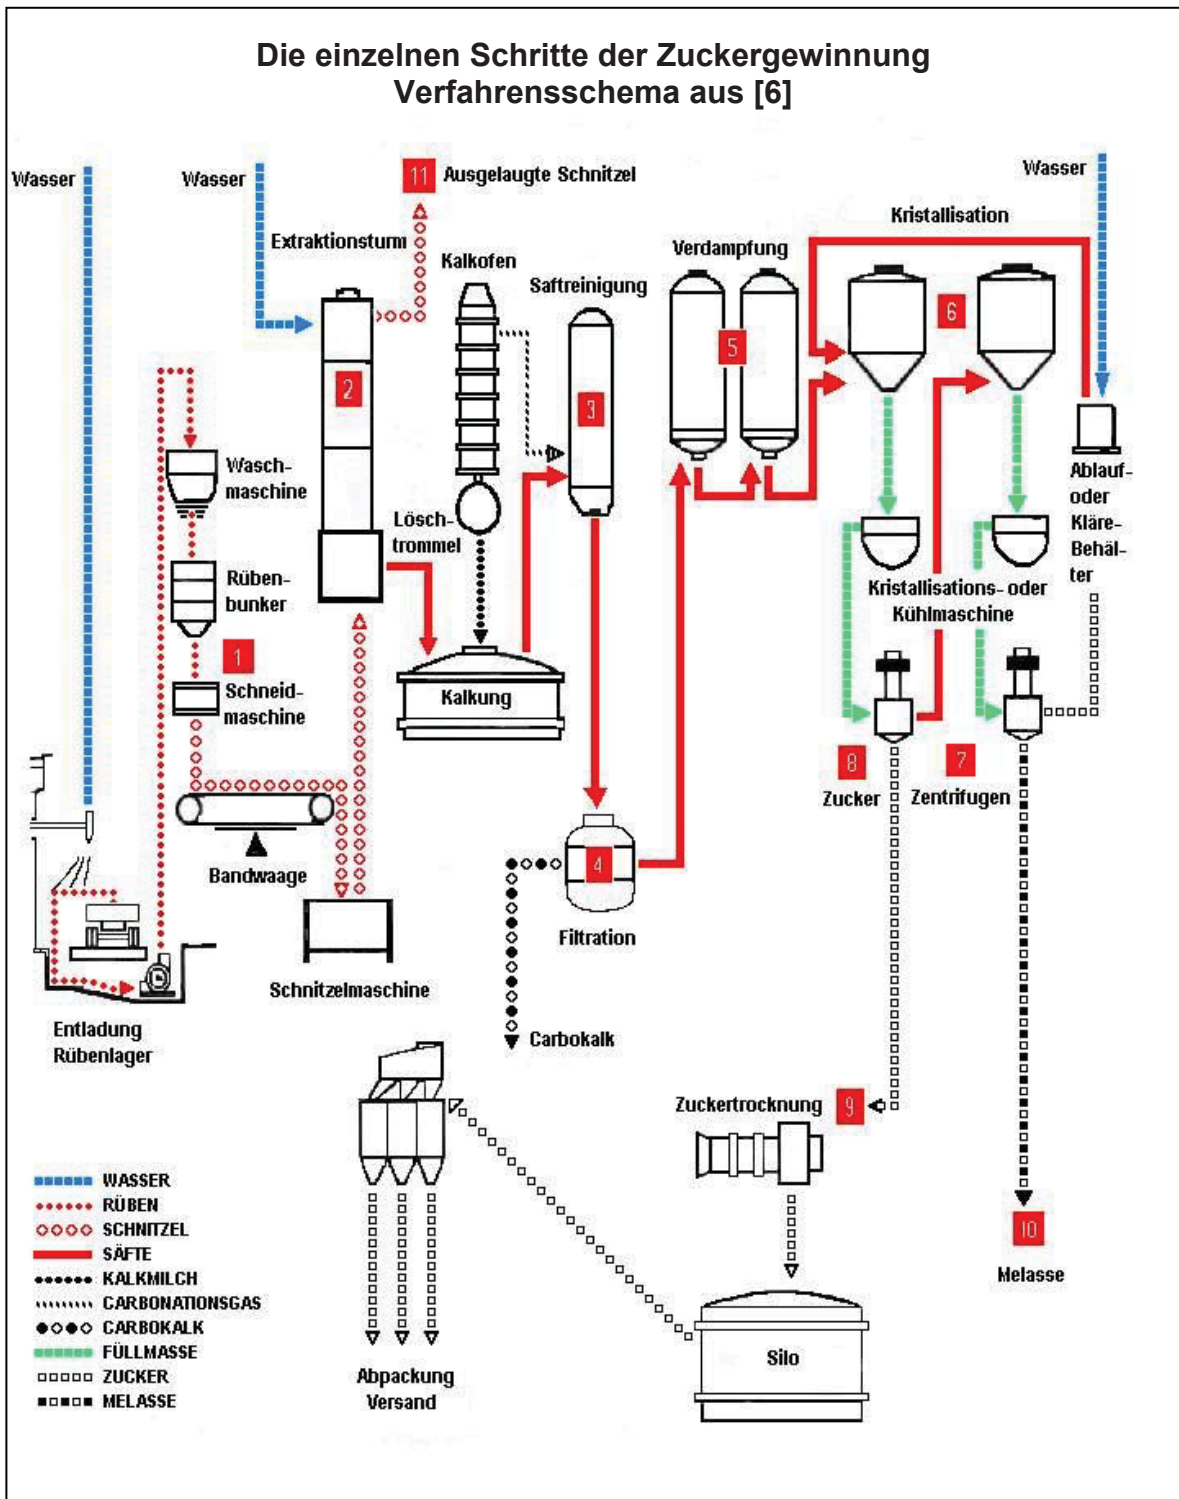 Die einzelnen Schritte der Zuckergewinnung
Verfahrensschema aus [6]
Wasser
Wasser
11
Ausgelaugte Schnitzel
Wasser
Kristallisation
Extraktionsturm
Kalkofen
Verdampfung
Saftreinigung
6
5
2
3
Wasch-
maschine
Ablauf-
oder
Kläre-
Behäl-
ter
Lösch-
trommel
Rüben-
bunker
Kristallisations- oder
Kühlmaschine
1
Schneid-
maschine
Kalkung
8
Zucker
7
Zentrifugen
Bandwaage
4
Filtration
Schnitzelmaschine
Entladung
Rübenlager
Carbokalk
Zuckertrocknung
9
10
Melasse
WASSER
RÜBEN
SCHNITZEL
SÄFTE
KALKMILCH
CARBONATIONSGAS
CARBOKALK
FÜLLMASSE
ZUCKER
MELASSE
Silo
Abpackung
Versand